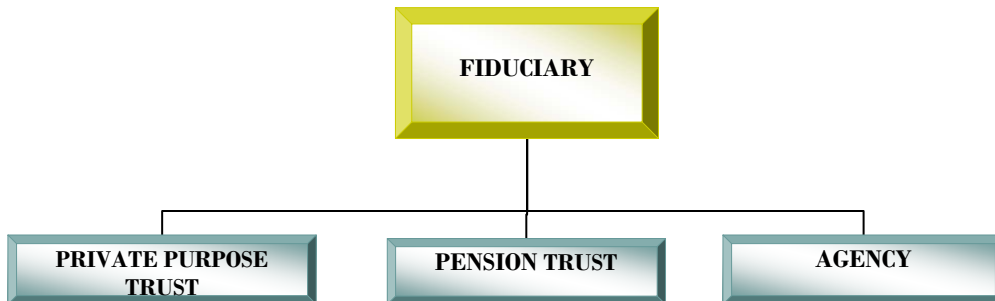 FIDUCIARY
PRIVATE PURPOSE
TRUST
PENSION TRUST
AGENCY